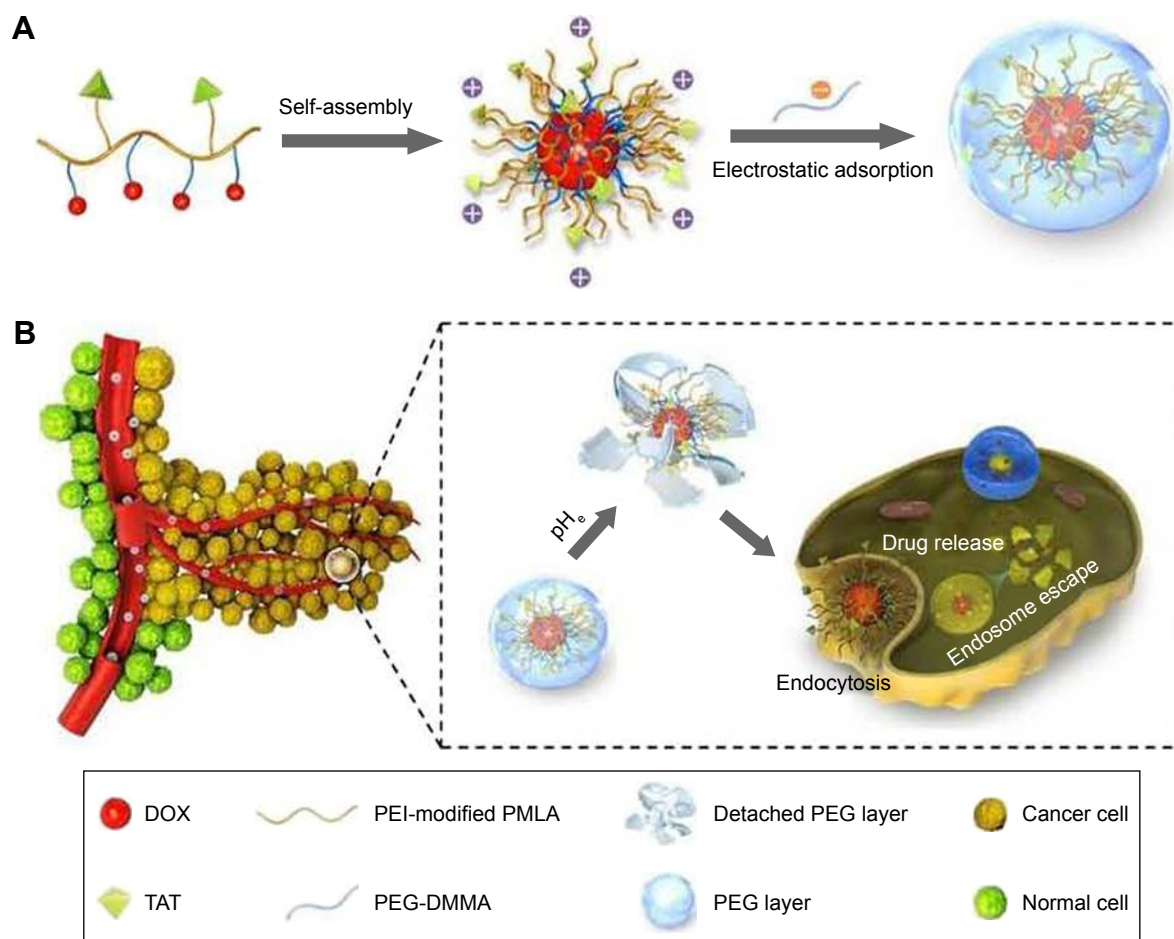 A
Self-assembly
Electrostatic adsorption
B
pHe
Drug release
Endosome escape
Endocytosis
DOX
PEI-modified PMLA
Detached PEG layer
Cancer cell
TAT
PEG-DMMA
PEG layer
Normal cell